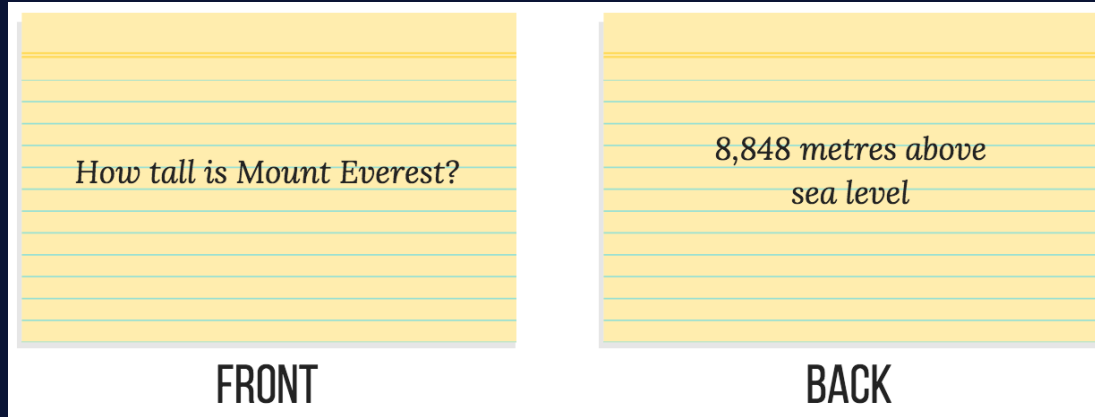 How tall is Mount Everest?
FRONT
8,848 metres above
sea level
BACK